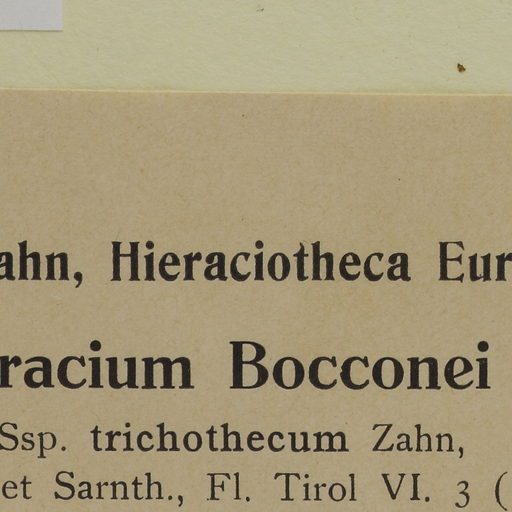 ahn, Hieraciotheca Eur
racium Bocconei
Ssp. trichothecum Zahn,
et Sarnth., Fl. Tirol VI. 3 (